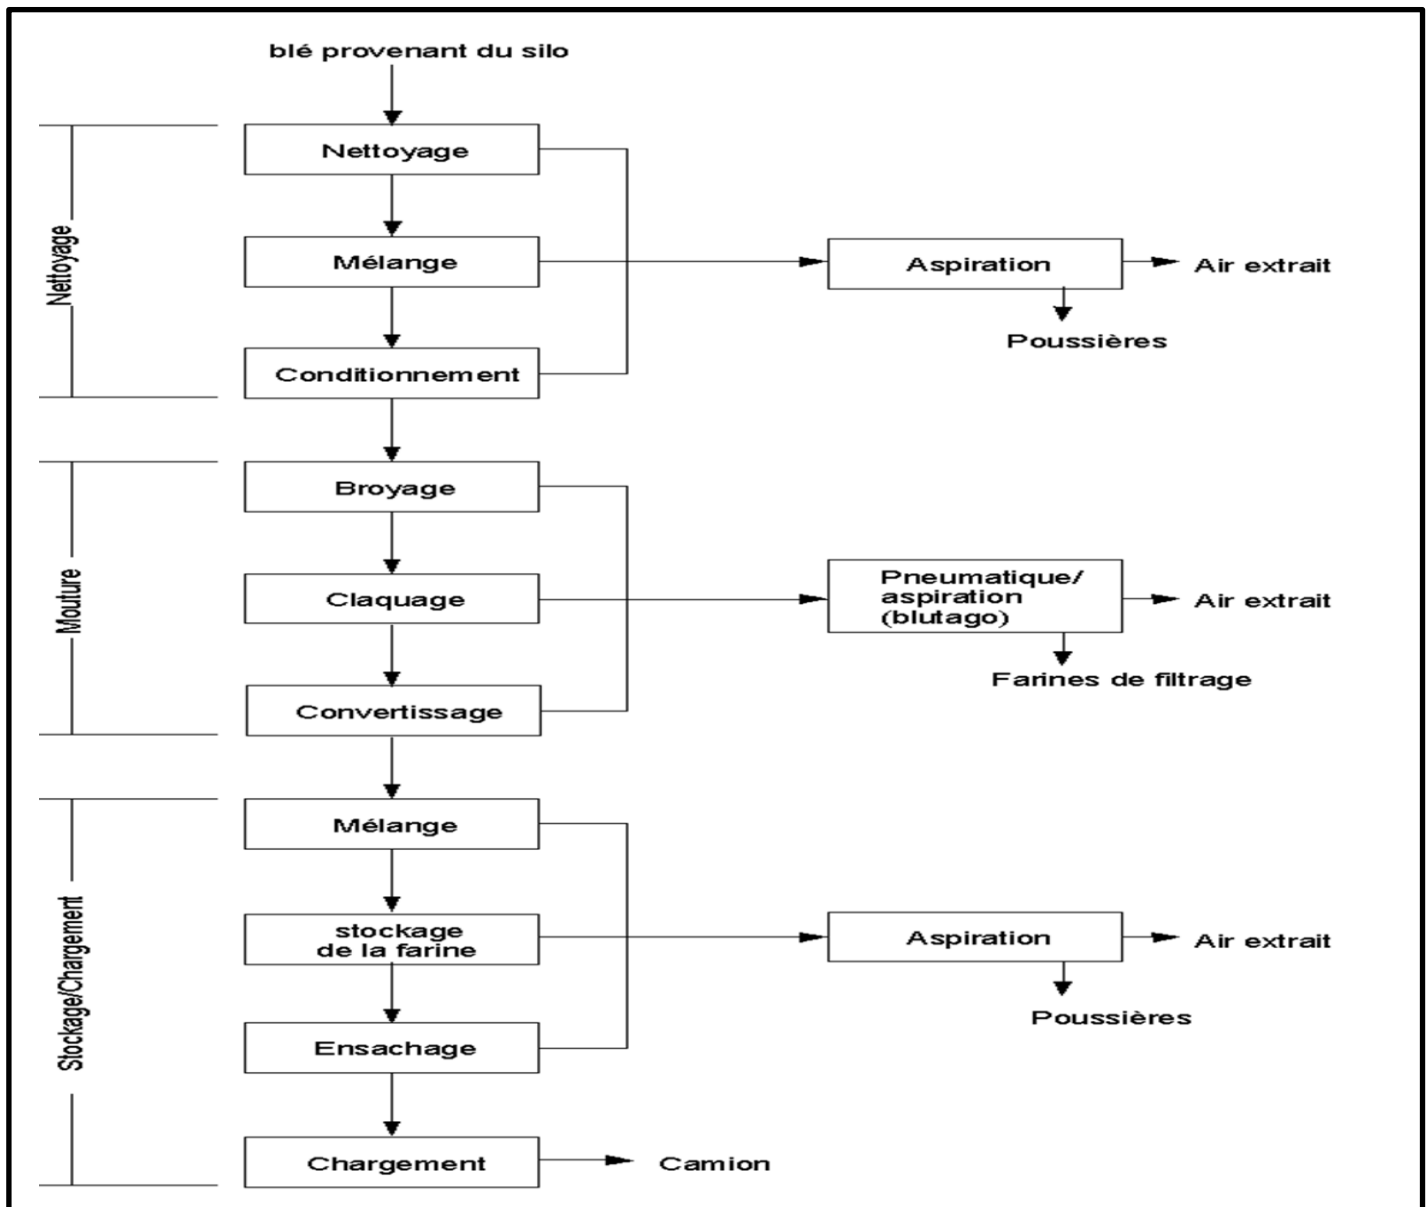 blé provenant du silo
Nettoyage
Nettoyage
Mélange
Aspiration
Air extrait
Poussières
Conditionnement
Mouture
Broyage
Claquage
Pneumatique/
aspiration
(blutago)
Air extrait
Farines de filtrage
Convertissage
Stockage/Chargement
Mélange
stockage
de la farine
Aspiration
Air extrait
Poussières
Ensachage
Chargement
Camion